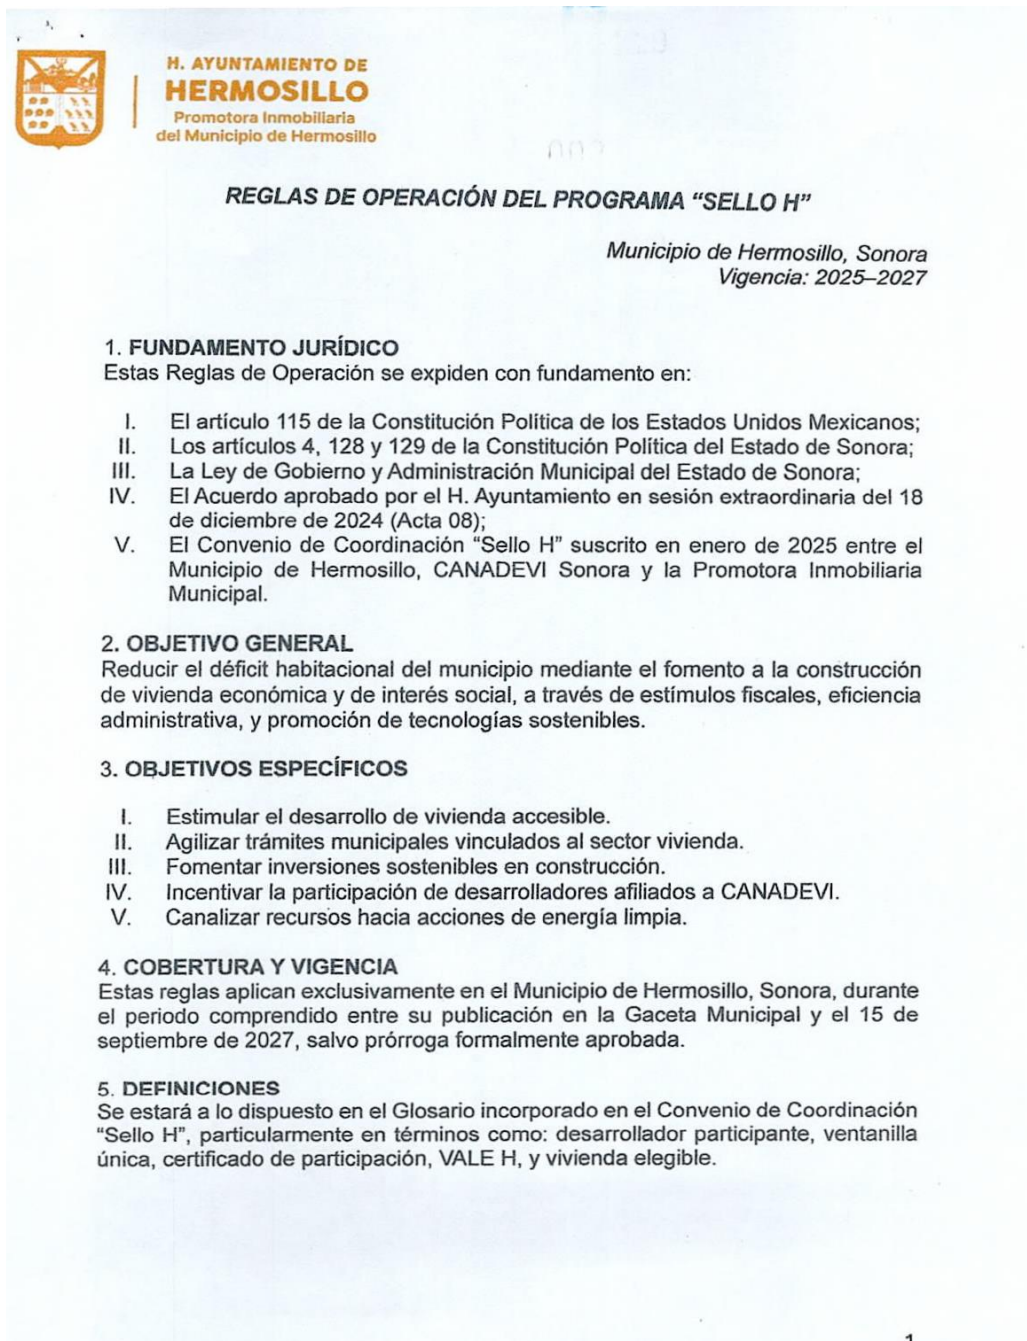 H. AYUNTAMIENTO DE
HERMOSILLO
Promotora Inmobiliaria
del Municipio de Hermosillo
REGLAS DE OPERACIÓN DEL PROGRAMA “SELLO H”
Municipio de Hermosillo, Sonora
Vigencia: 2025–2027
1. FUNDAMENTO JURÍDICO
Estas Reglas de Operación se expiden con fundamento en:
I. El artículo 115 de la Constitución Política de los Estados Unidos Mexicanos;
II. Los artículos 4, 128 y 129 de la Constitución Política del Estado de Sonora;
III. La Ley de Gobierno y Administración Municipal del Estado de Sonora;
IV. El Acuerdo aprobado por el H. Ayuntamiento en sesión extraordinaria del 18
de diciembre de 2024 (Acta 08);
V. El Convenio de Coordinación “Sello H” suscrito en enero de 2025 entre el
Municipio de Hermosillo, CANADEVI Sonora y la Promotora Inmobiliaria
Municipal.
2. OBJETIVO GENERAL
Reducir el déficit habitacional del municipio mediante el fomento a la construcción
de vivienda económica y de interés social, a través de estímulos fiscales, eficiencia
administrativa, y promoción de tecnologías sostenibles.
3. OBJETIVOS ESPECÍFICOS
I. Estimular el desarrollo de vivienda accesible.
II. Agilizar trámites municipales vinculados al sector vivienda.
III. Fomentar inversiones sostenibles en construcción.
IV. Incentivar la participación de desarrolladores afiliados a CANADEVI.
V. Canalizar recursos hacia acciones de energía limpia.
4. COBERTURA Y VIGENCIA
Estas reglas aplican exclusivamente en el Municipio de Hermosillo, Sonora, durante
el periodo comprendido entre su publicación en la Gaceta Municipal y el 15 de
septiembre de 2027, salvo prórroga formalmente aprobada.
5. DEFINICIONES
Se estará a lo dispuesto en el Glosario incorporado en el Convenio de Coordinación
“Sello H”, particularmente en términos como: desarrollador participante, ventanilla
única, certificado de participación, VALE H, y vivienda elegible.
1